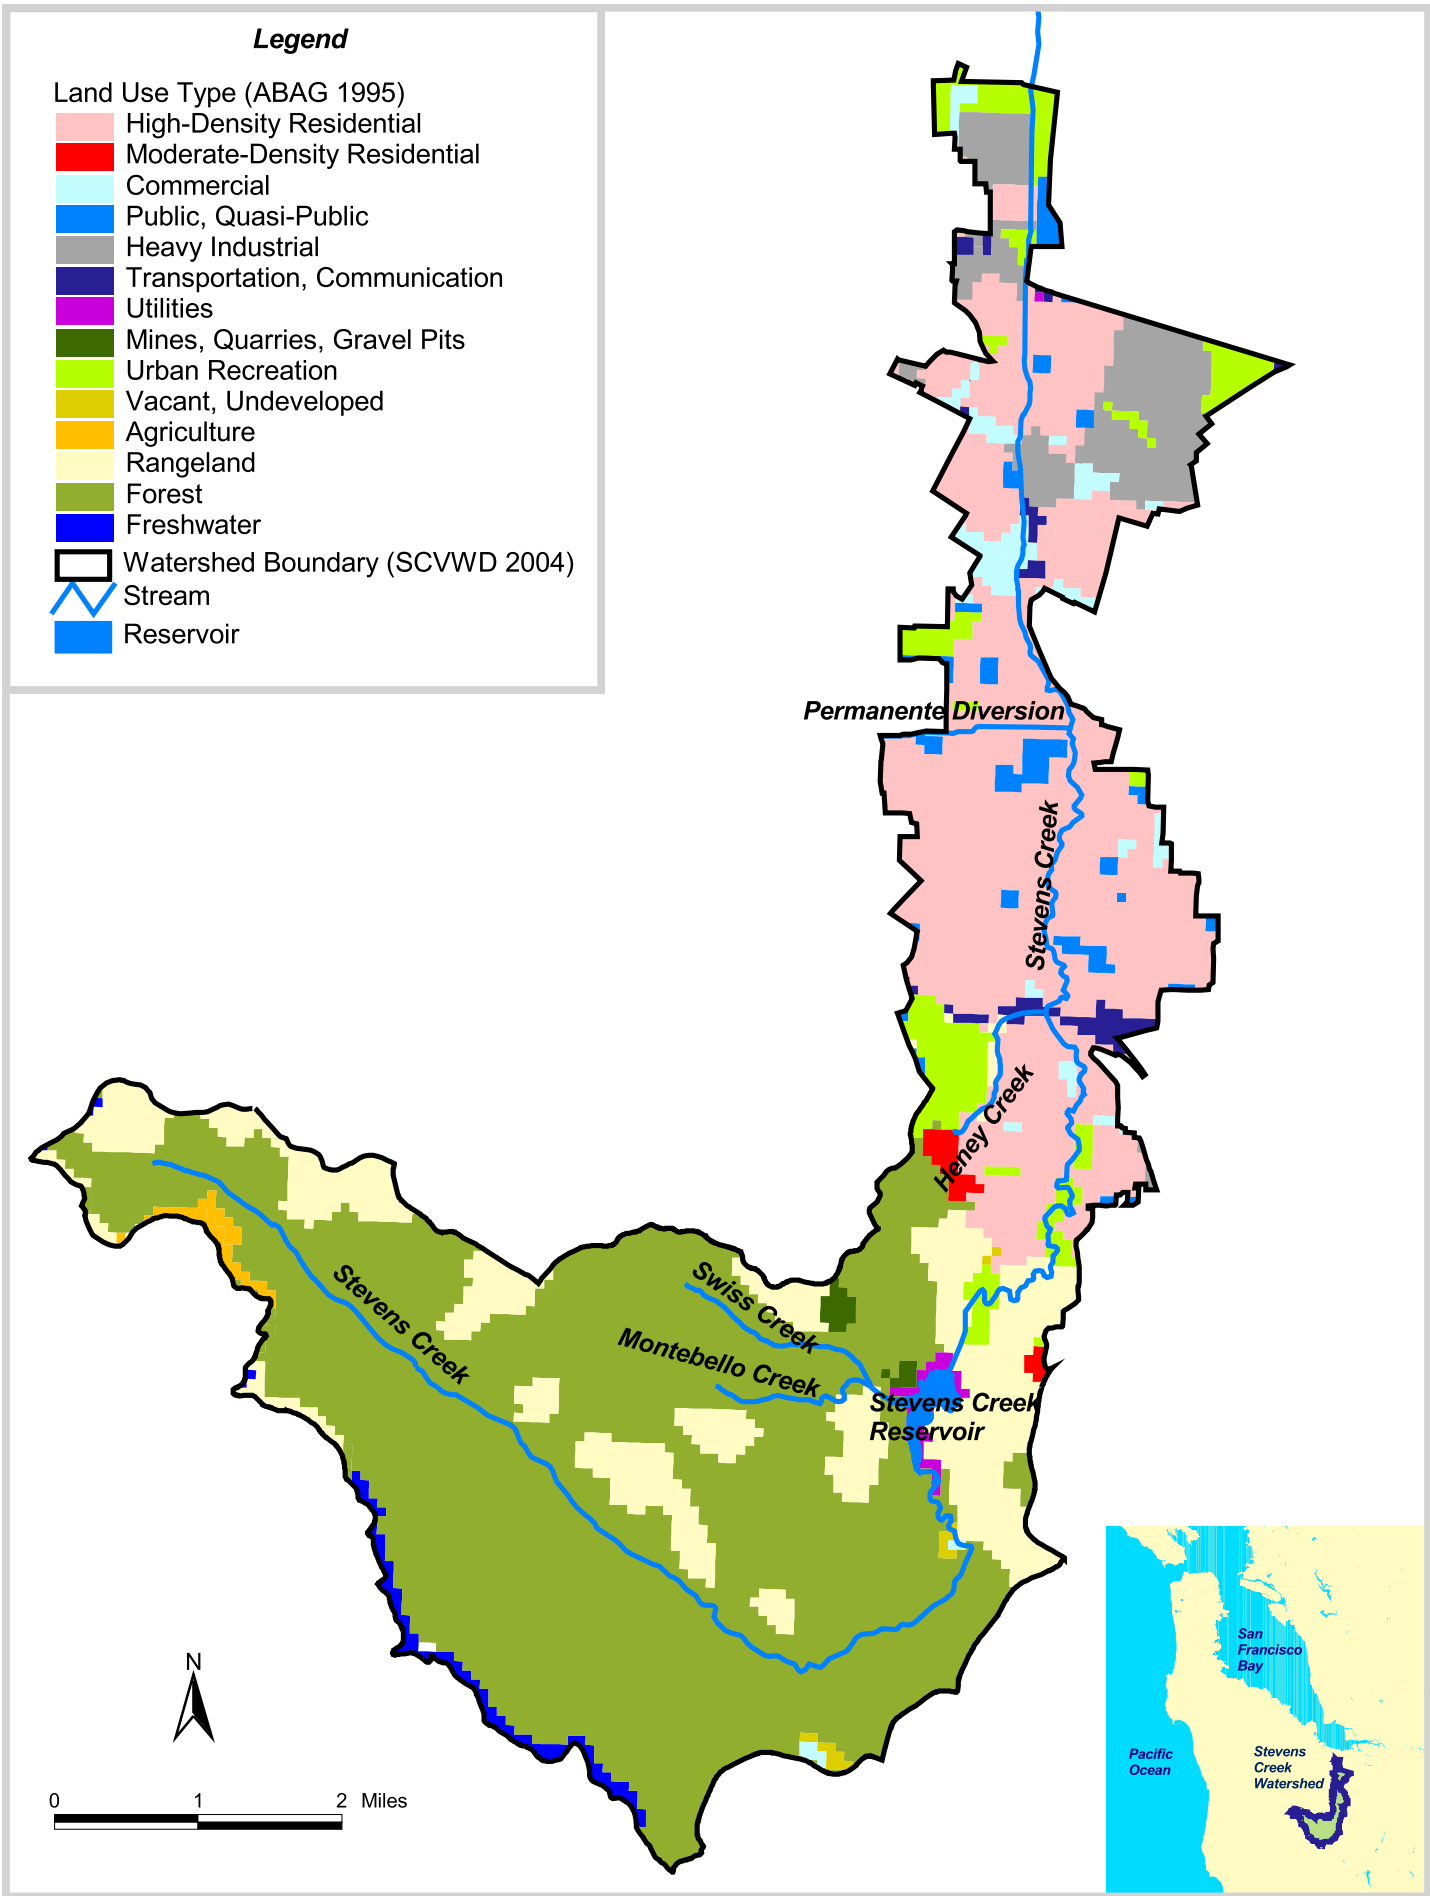 Legend
Land Use Type (ABAG 1995)
High-Density Residential
Moderate-Density Residential
Commercial
Public, Quasi-Public
Heavy Industrial
Transportation, Communication
Utilities
Mines, Quarries, Gravel Pits
Urban Recreation
Vacant, Undeveloped
Agriculture
Rangeland
Forest
Freshwater
Watershed Boundary (SCVWD 2004)
Stream
Reservoir
Permanente Diversion
Stevens Creek
Heney Creek
Stevens Creek
Swiss Creek
Montebello Creek
Stevens Creek
Reservoir
N
0 1 2 Miles
San
Francisco
Bay
Pacific
Ocean
Stevens
Creek
Watershed